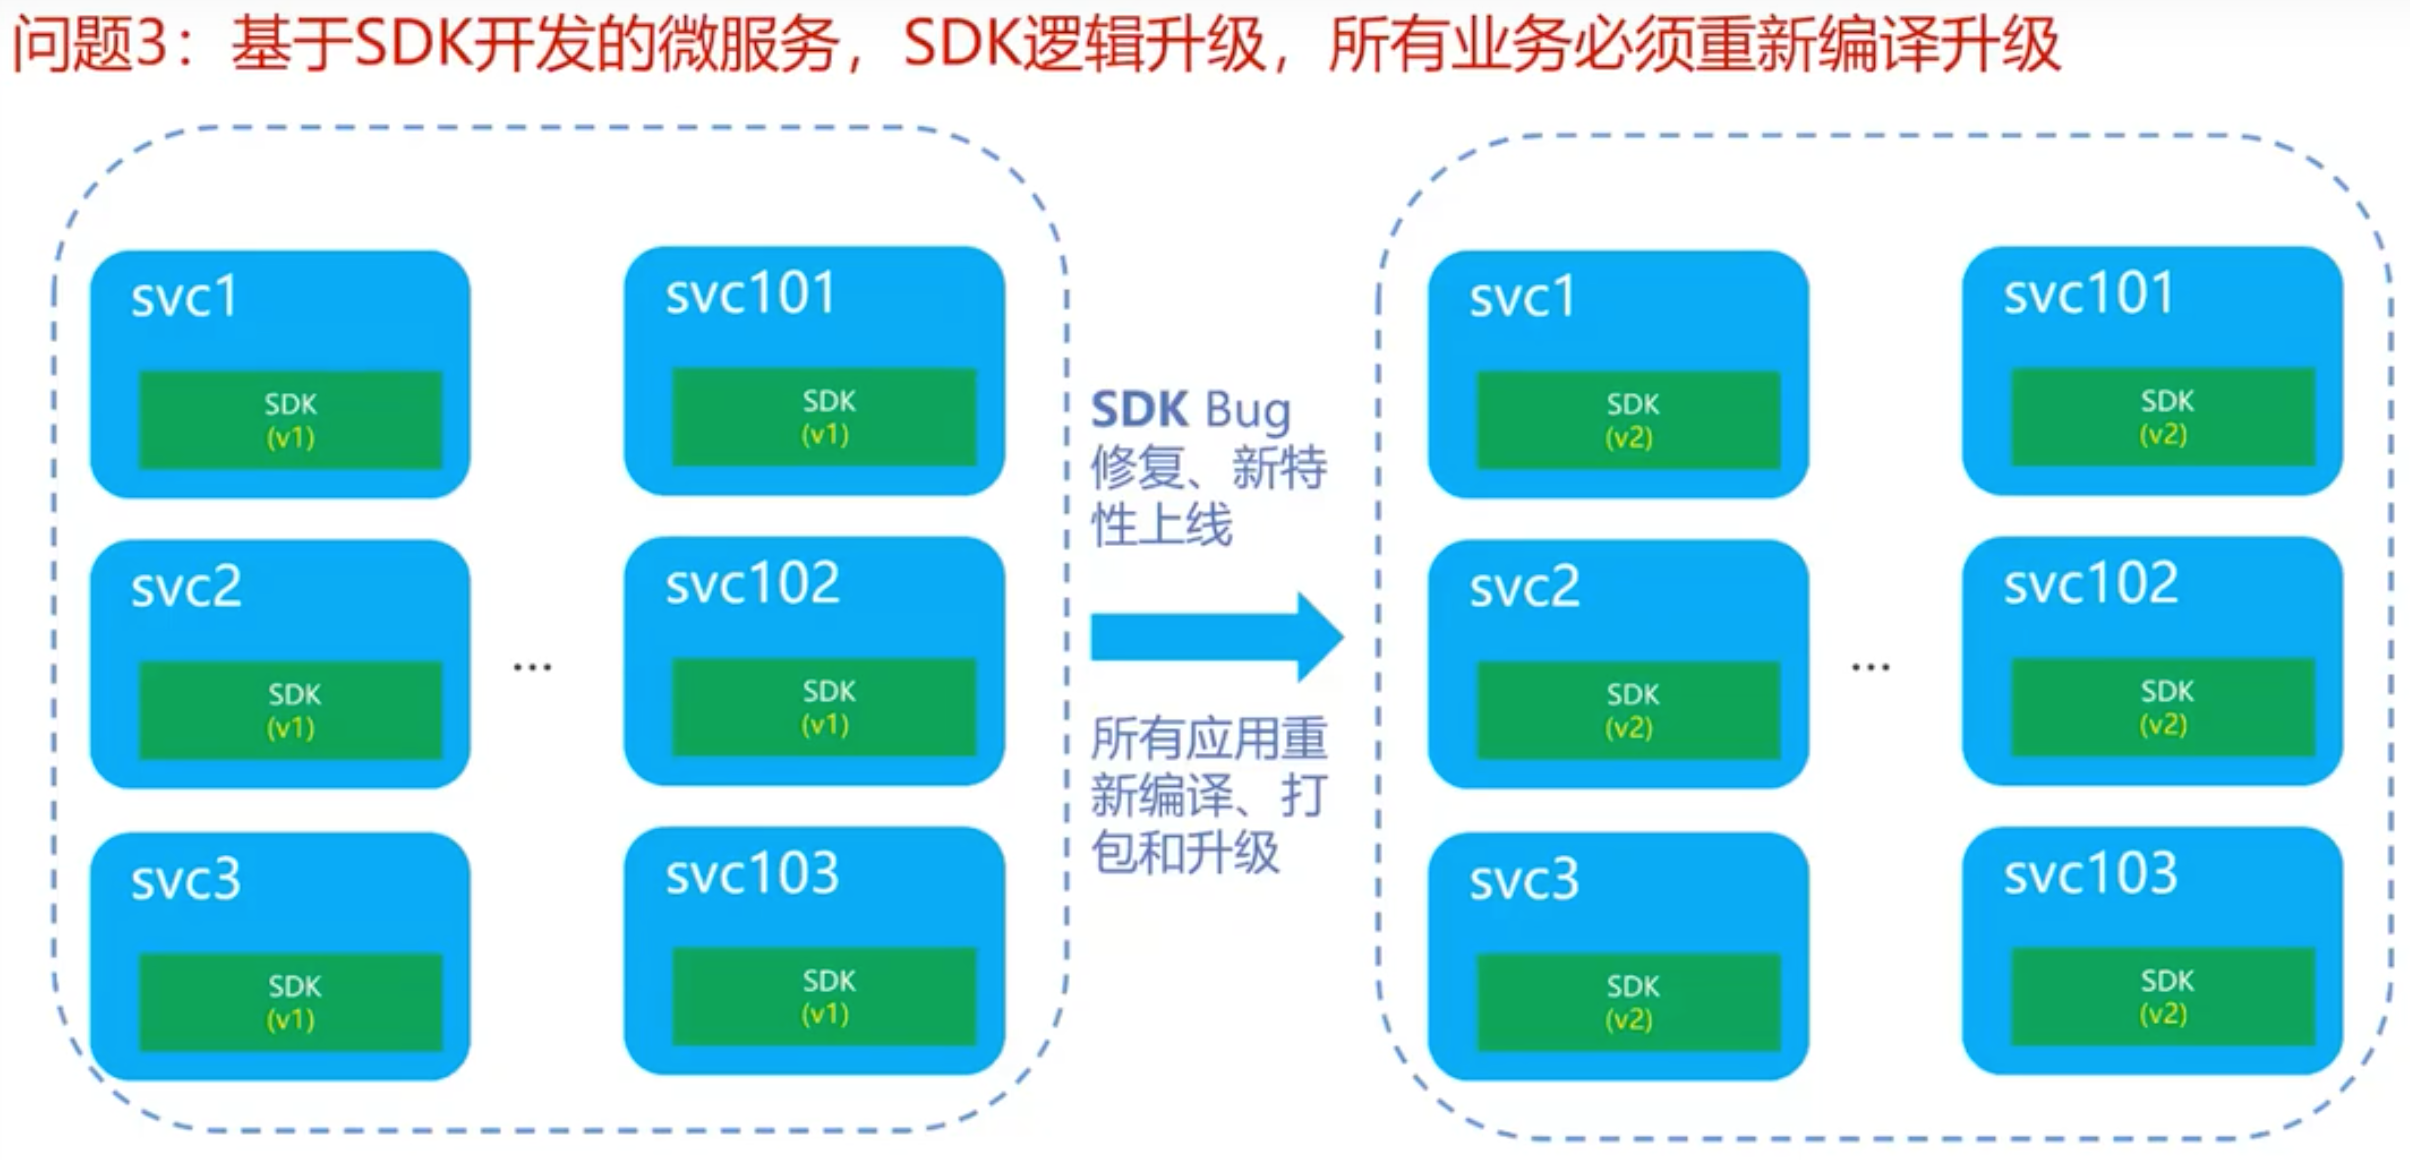 问题3：基于SDK开发的微服务，SDK逻辑升级，所有业务必须重新编译升级
svc1
SDK
(v1)
svc101
SDK
(v1)
svc2
SDK
(v1)
...
svc102
SDK
(v1)
svc3
SDK
(v1)
svc103
SDK
(v1)
SDK Bug
修复、新特
性上线
所有应用重
新编译、打
包和升级
svc1
SDK
(v2)
svc101
SDK
(v2)
svc2
SDK
(v2)
...
svc102
SDK
(v2)
svc3
SDK
(v2)
svc103
SDK
(v2)